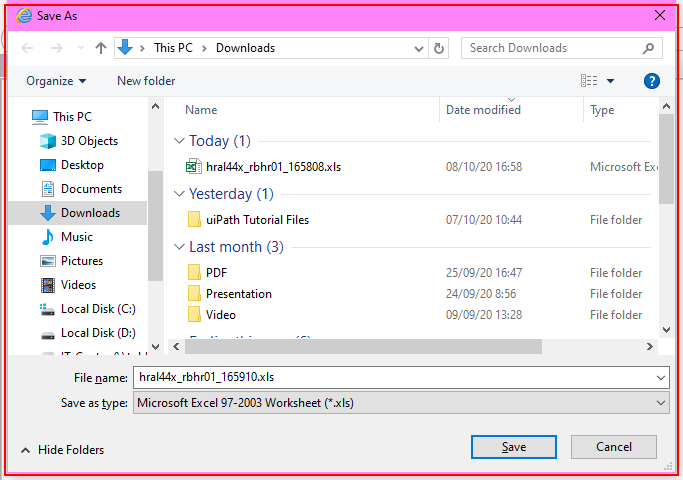 Save As
This PC > Downloads
Search Downloads
Organize
New folder
This PC
3D Objects
Desktop
Documents
Downloads
Music
Pictures
Videos
Local Disk (C:)
Local Disk (D:)
Name
Date modified
Type
Today (1)
hral44x_rbhr01_165808.xls 08/10/20 16:58 Microsoft Exc
Yesterday (1)
uiPath Tutorial Files 07/10/20 10:44 File folder
Last month (3)
PDF 25/09/20 16:47 File folder
Presentation 24/09/20 8:56 File folder
Video 09/09/20 13:28 File folder
File name: hral44x_rbhr01_165910.xls
Save as type: Microsoft Excel 97-2003 Worksheet (*.xls)
Hide Folders
Save
Cancel